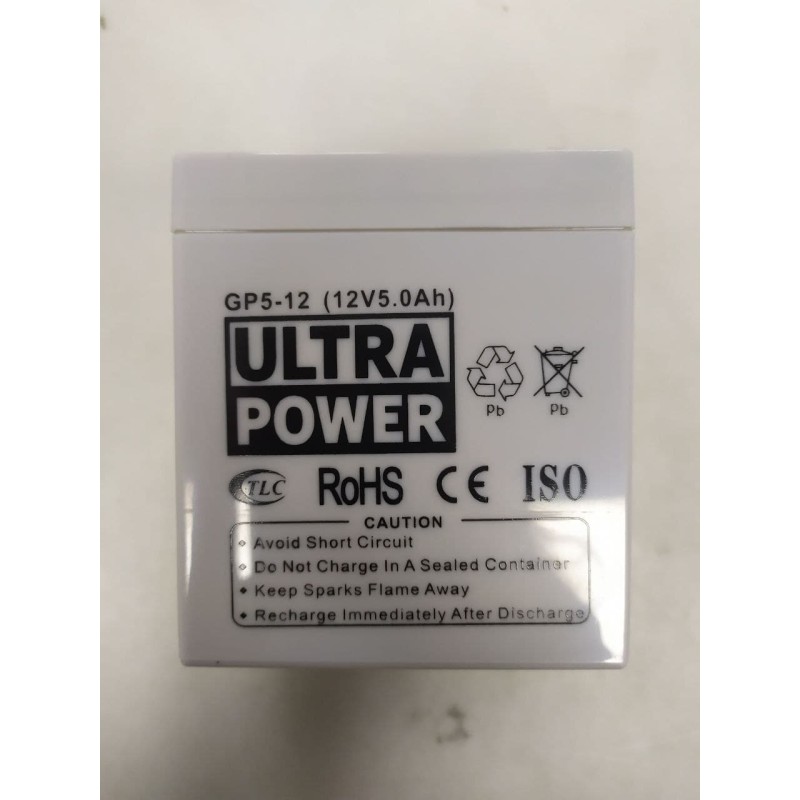 GP5-12 (12V5.0Ah)
ULTRA
POWER
Pb Pb
TLC RoHS CE ISO
CAUTION
Avoid Short Circuit
Do Not Charge In A Sealed Container
Keep Sparks Flame Away
Recharge Immediately After Discharge